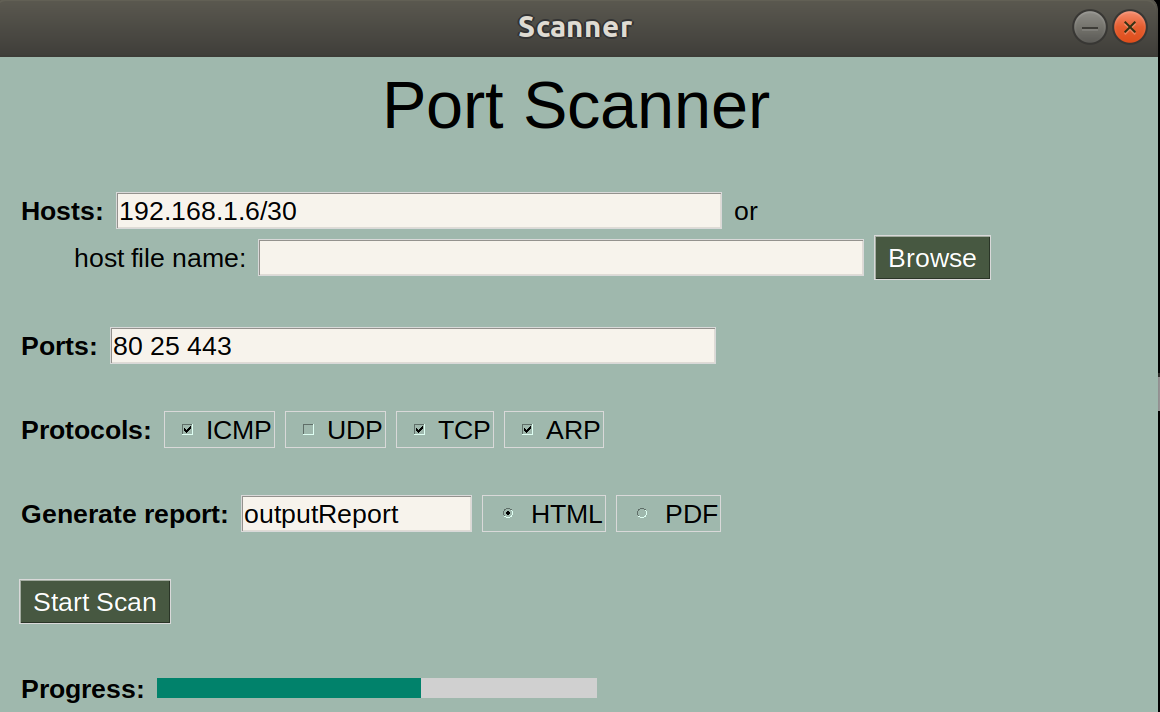 Scanner
Port Scanner
Hosts: 192.168.1.6/30 or
host file name: Browse
Ports: 80 25 443
Protocols: ICMP UDP TCP ARP
Generate report: outputReport HTML PDF
Start Scan
Progress: